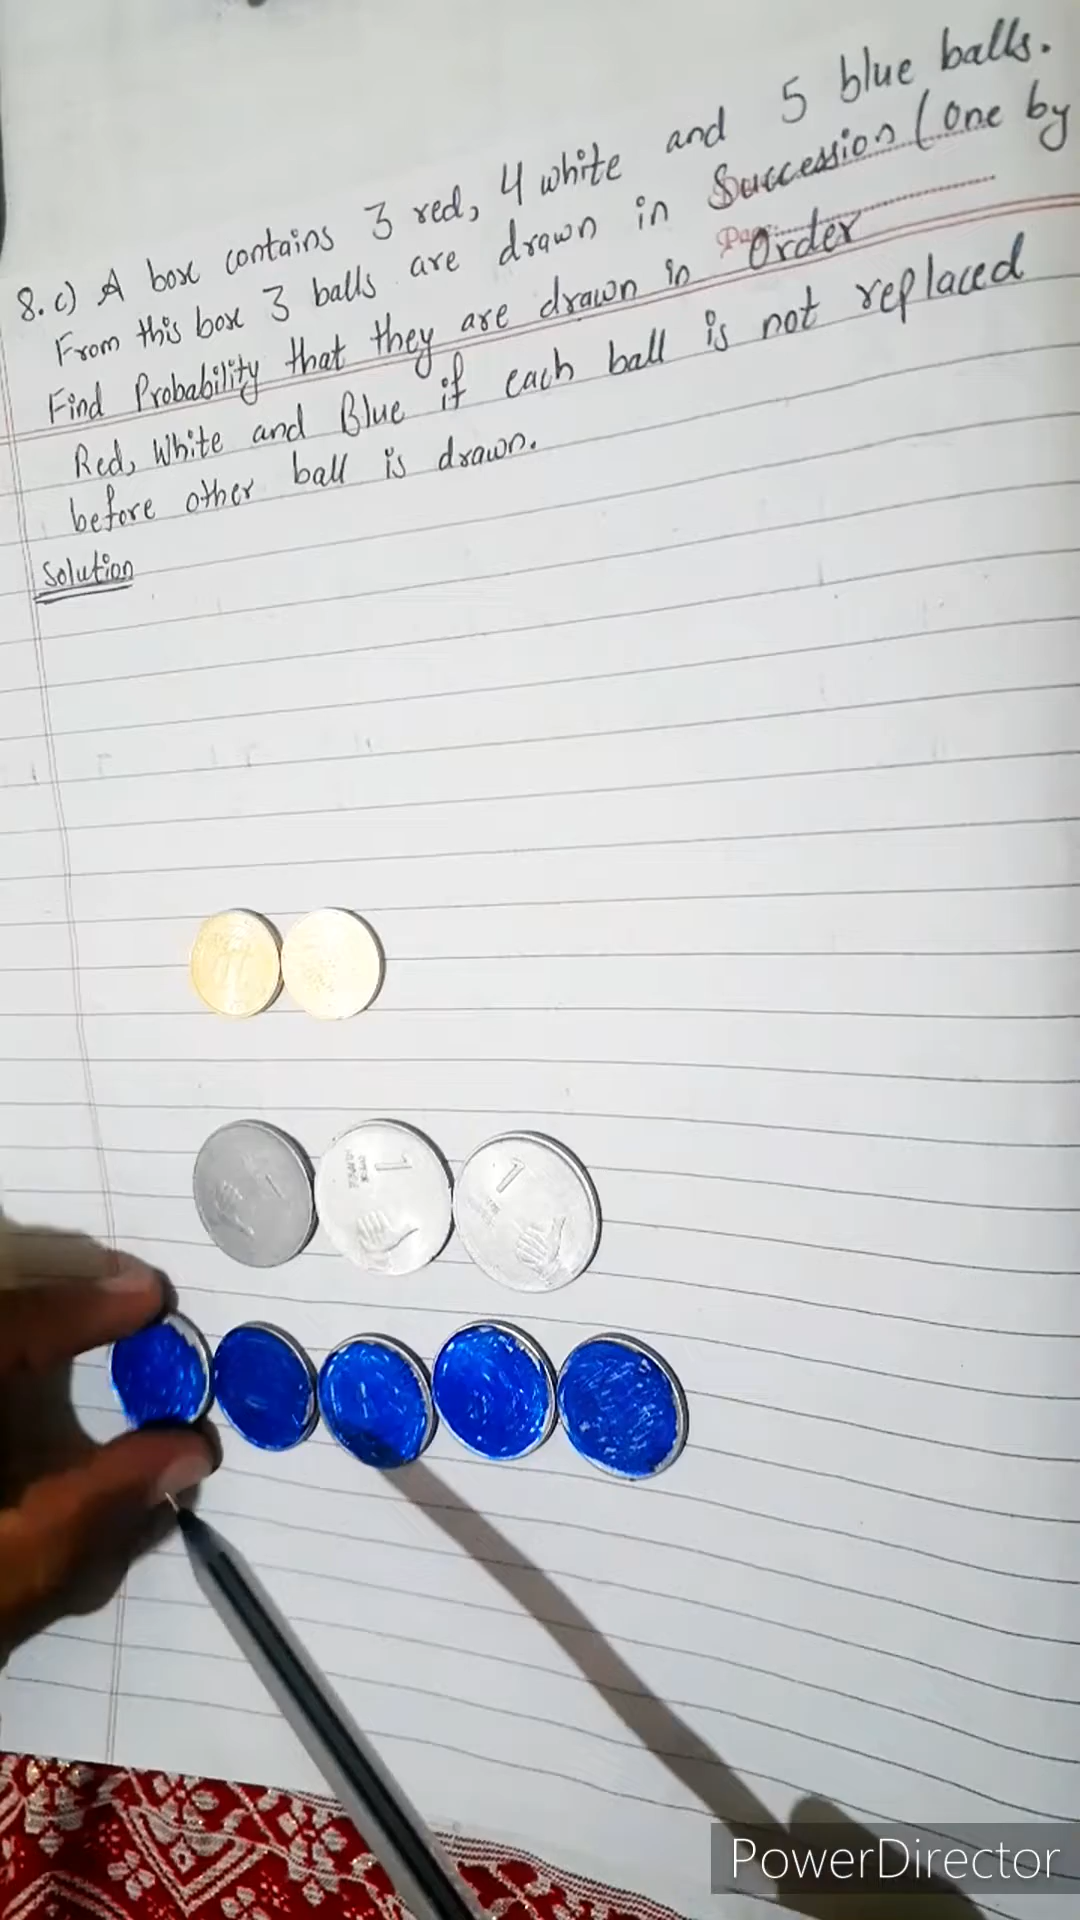 8. c) A box contains 3 red, 4 white and 5 blue balls.
From this box 3 balls are drawn in Succession (One by
Find Probability that they are drawn in Order
Red, White and Blue if each ball is not replaced
before other ball is drawn.
Solution
1
1
PowerDirector